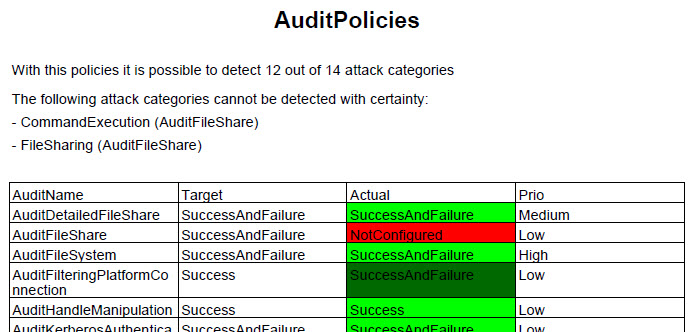 AuditPolicies
With this policies it is possible to detect 12 out of 14 attack categories
The following attack categories cannot be detected with certainty:
- CommandExecution (AuditFileShare)
- FileSharing (AuditFileShare)
AuditName Target Actual Prio
AuditDetailedFileShare SuccessAndFailure SuccessAndFailure Medium
AuditFileShare SuccessAndFailure NotConfigured Low
AuditFileSystem SuccessAndFailure SuccessAndFailure High
AuditFilteringPlatformCo Success SuccessAndFailure Low
nnection
AuditHandleManipulation Success Success Low
AuditKerberosAuthentica SuccessAndFailure SuccessAndFailure Low